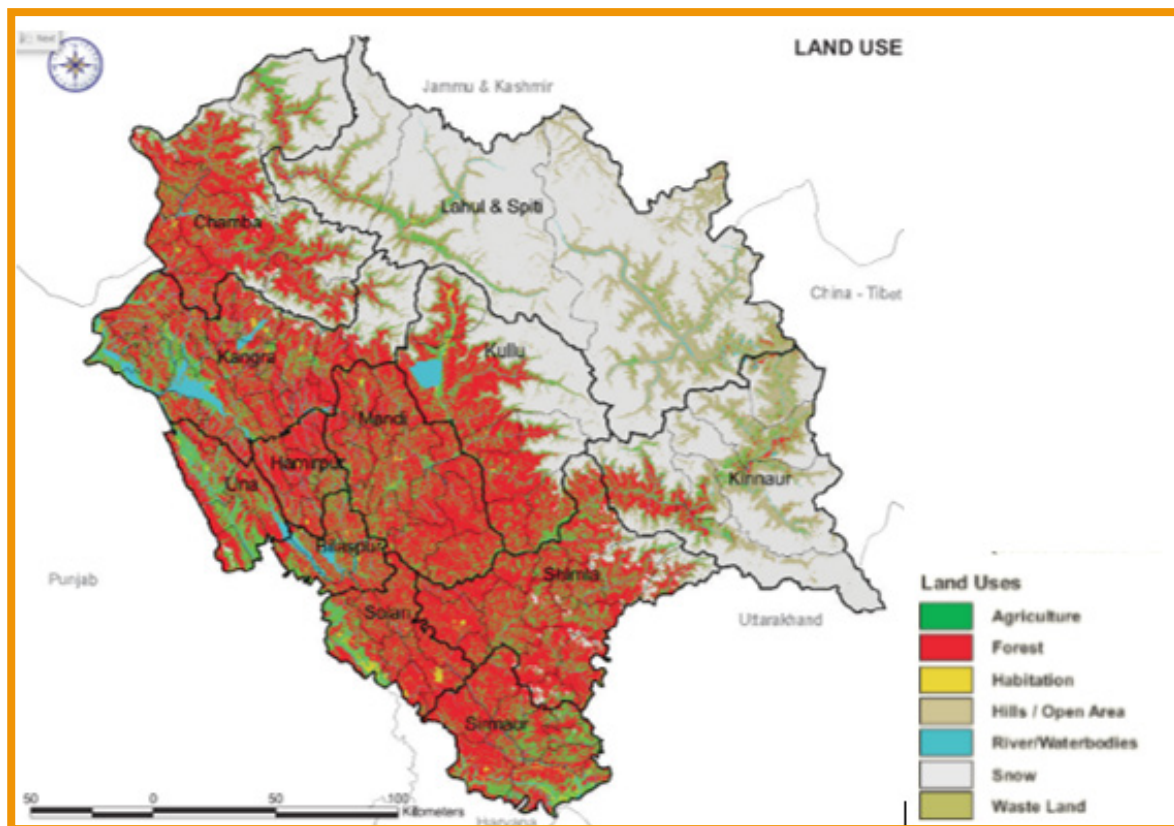 Next
LAND USE
Jammu & Kashmir
Lahul & Spiti
Chamba
China - Tibet
Kangra
Kullu
Mandi
Hamirpur
Una
Kinnaur
Bilaspur
Shimla
Punjab
Solan
Uttarakhand
Sirmaur
Haryana
50 0 50 100
Kilometers
Land Uses
Agriculture
Forest
Habitation
Hills / Open Area
River/Waterbodies
Snow
Waste Land